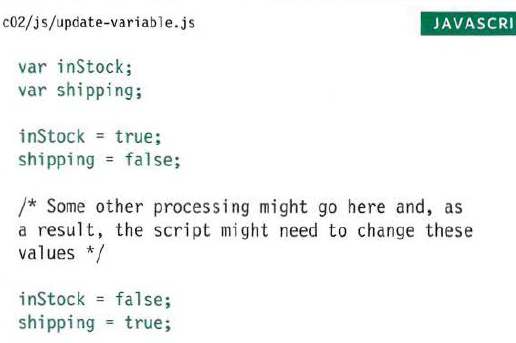 c02/js/update-variable.js
JAVASCRI
var inStock;
var shipping;
inStock = true;
shipping = false;
/* Some other processing might go here and, as
a result, the script might need to change these
values */
inStock = false;
shipping = true;